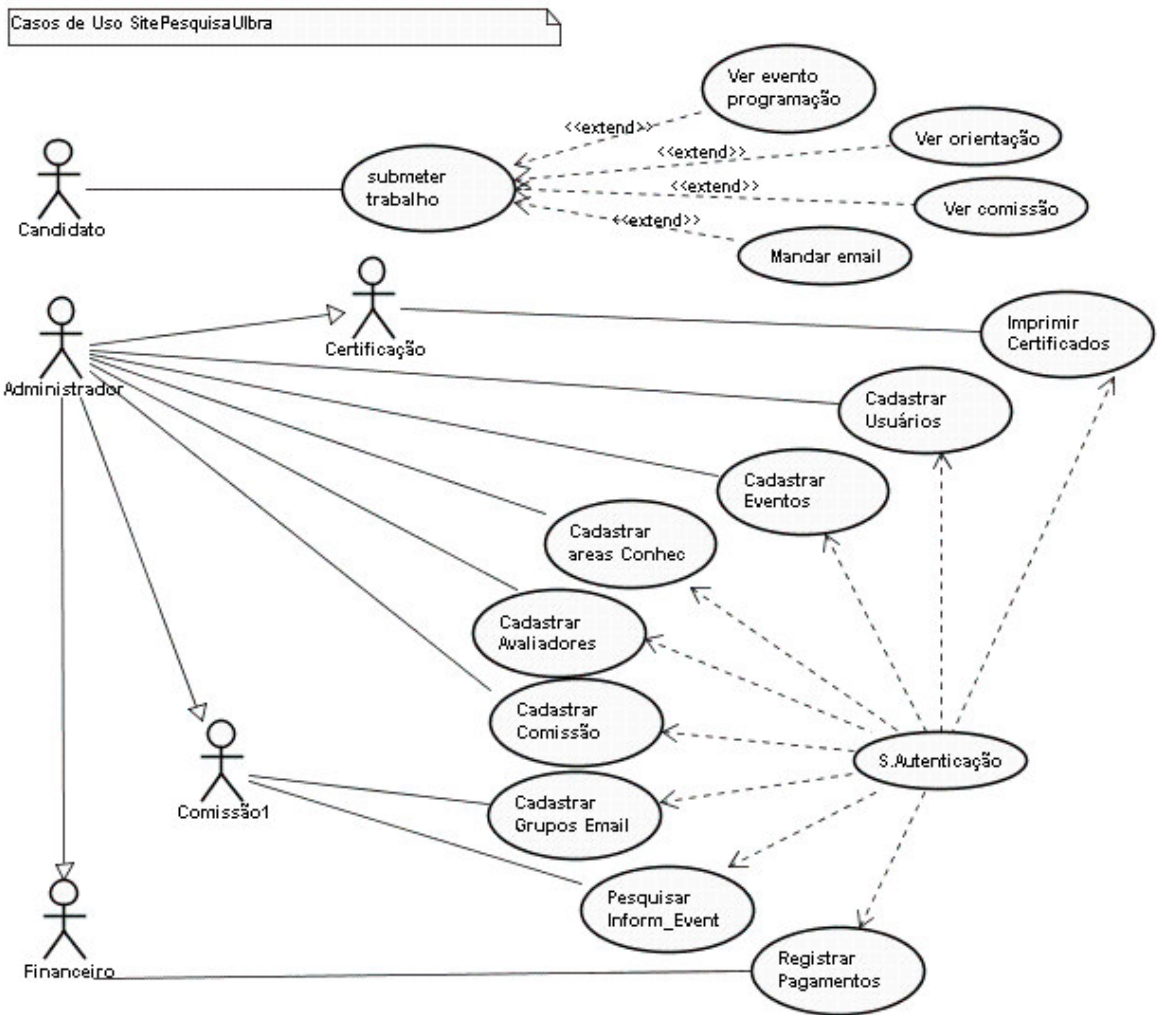 Casos de Uso SitePesquisaUlbra
Ver evento
programação
<<extend>>
Ver orientação
<<extend>>
submeter
trabalho
<<extend>>
Ver comissão
Candidato
<<extend>>
Mandar email
Imprimir
Certificados
Certificação
Administrador
Cadastrar
Usuários
Cadastrar
Eventos
Cadastrar
areas Conhec
Cadastrar
Avaliadores
Cadastrar
Comissão
S.Autenticação
Comissão1
Cadastrar
Grupos Email
Pesquisar
Inform_Event
Financeiro
Registrar
Pagamentos